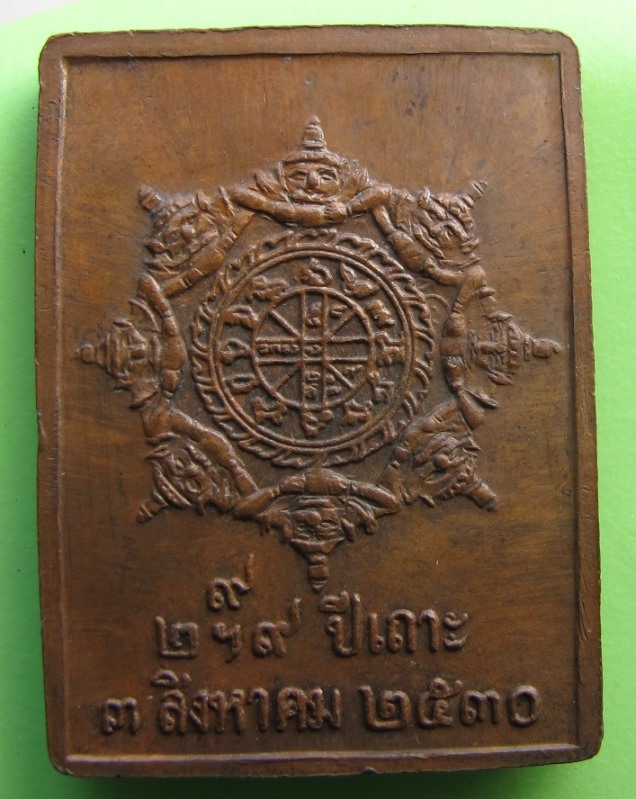 ๙
๒ ฯ ๙ ปีเถาะ
๓ สิงหาคม ๒๕๓๐